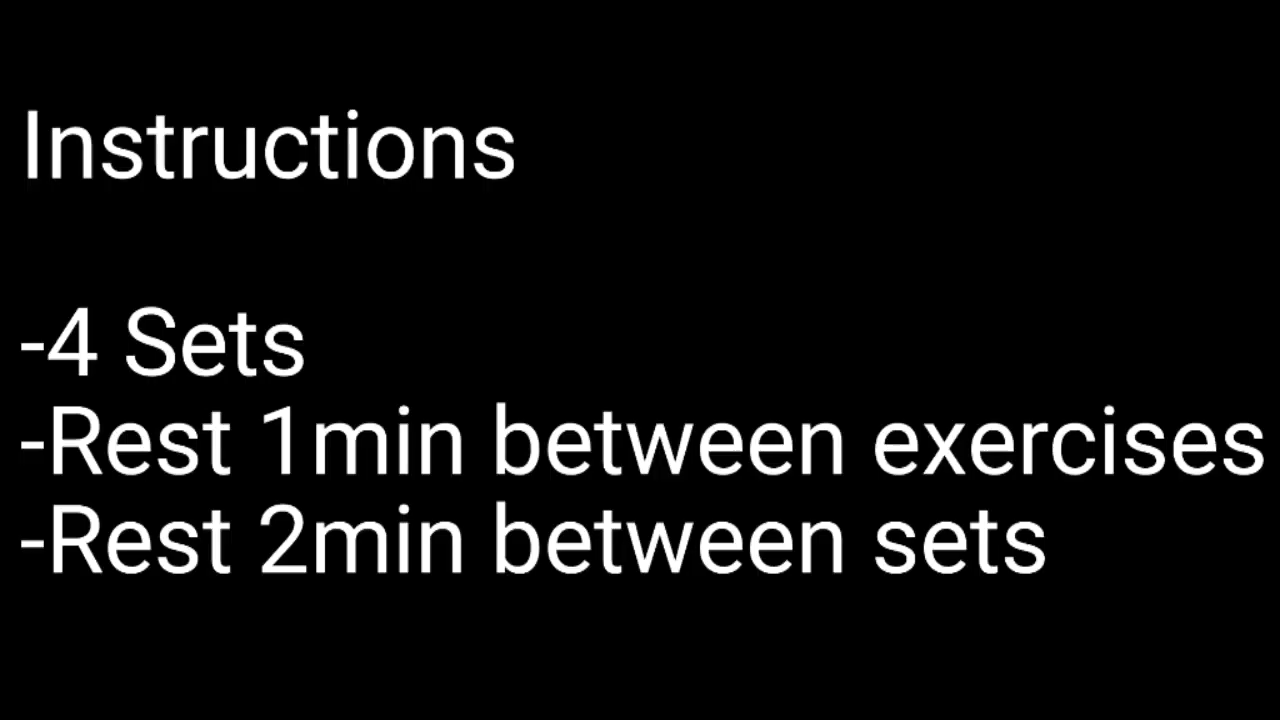 Instructions
-4 Sets
-Rest 1min between exercises
-Rest 2min between sets